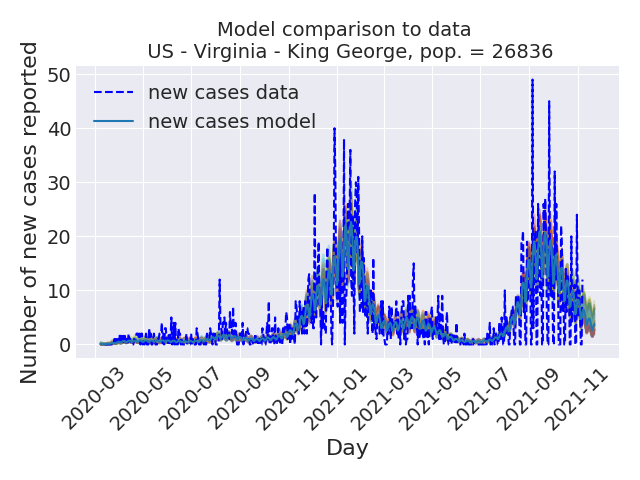 Model comparison to data
US - Virginia - King George, pop. = 26836
Number of new cases reported
50
40
30
20
10
0
new cases data
new cases model
2020-03
2020-05
2020-07
2020-09
2020-11
2021-01
2021-03
2021-05
2021-07
2021-09
2021-11
Day